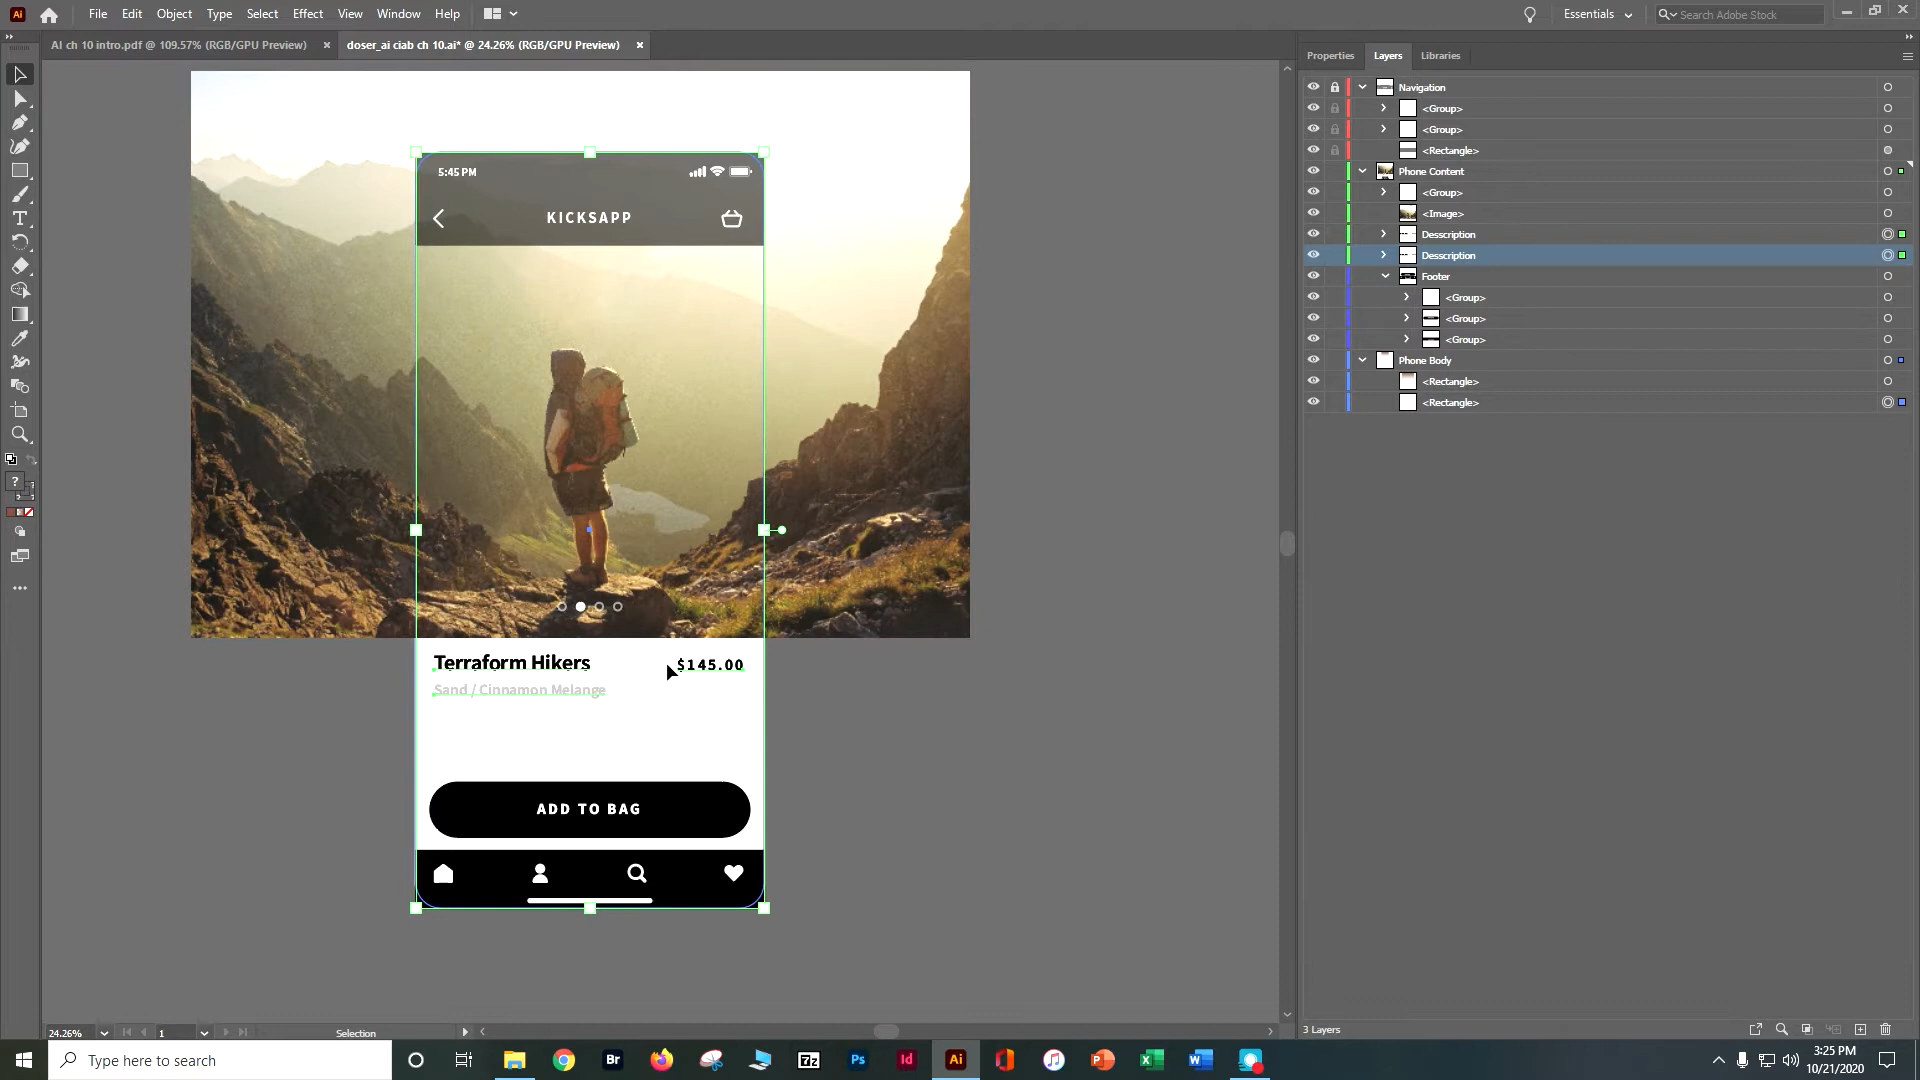 File Edit Object Type Select Effect View Window Help
Essentials
Search Adobe Stock
AI ch 10 intro.pdf @ 109.57% (RGB/GPU Preview)
doser_ai ciab ch 10.ai* @ 24.26% (RGB/GPU Preview)
Properties Layers Libraries
Navigation
<Group>
<Group>
<Rectangle>
Phone Content
<Group>
<Image>
Desscription
Desscription
Footer
<Group>
<Group>
<Group>
Phone Body
<Rectangle>
<Rectangle>
5:45 PM
KICKSAPP
Terraform Hikers
$145.00
Sand / Cinnamon Melange
ADD TO BAG
24.26%
1
Selection
3 Layers
Type here to search
3:25 PM
10/21/2020